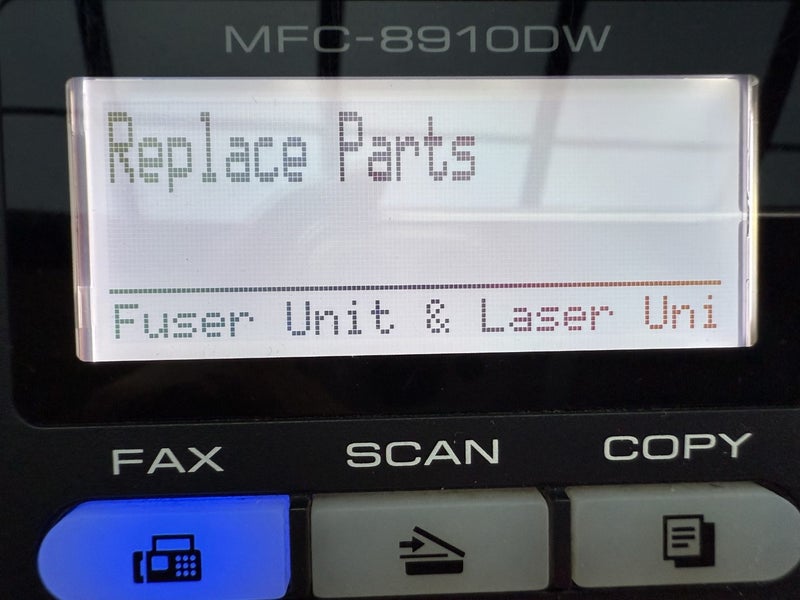 MFC-8910DW
Replace Parts
Fuser Unit & Laser Uni
FAX
SCAN
COPY